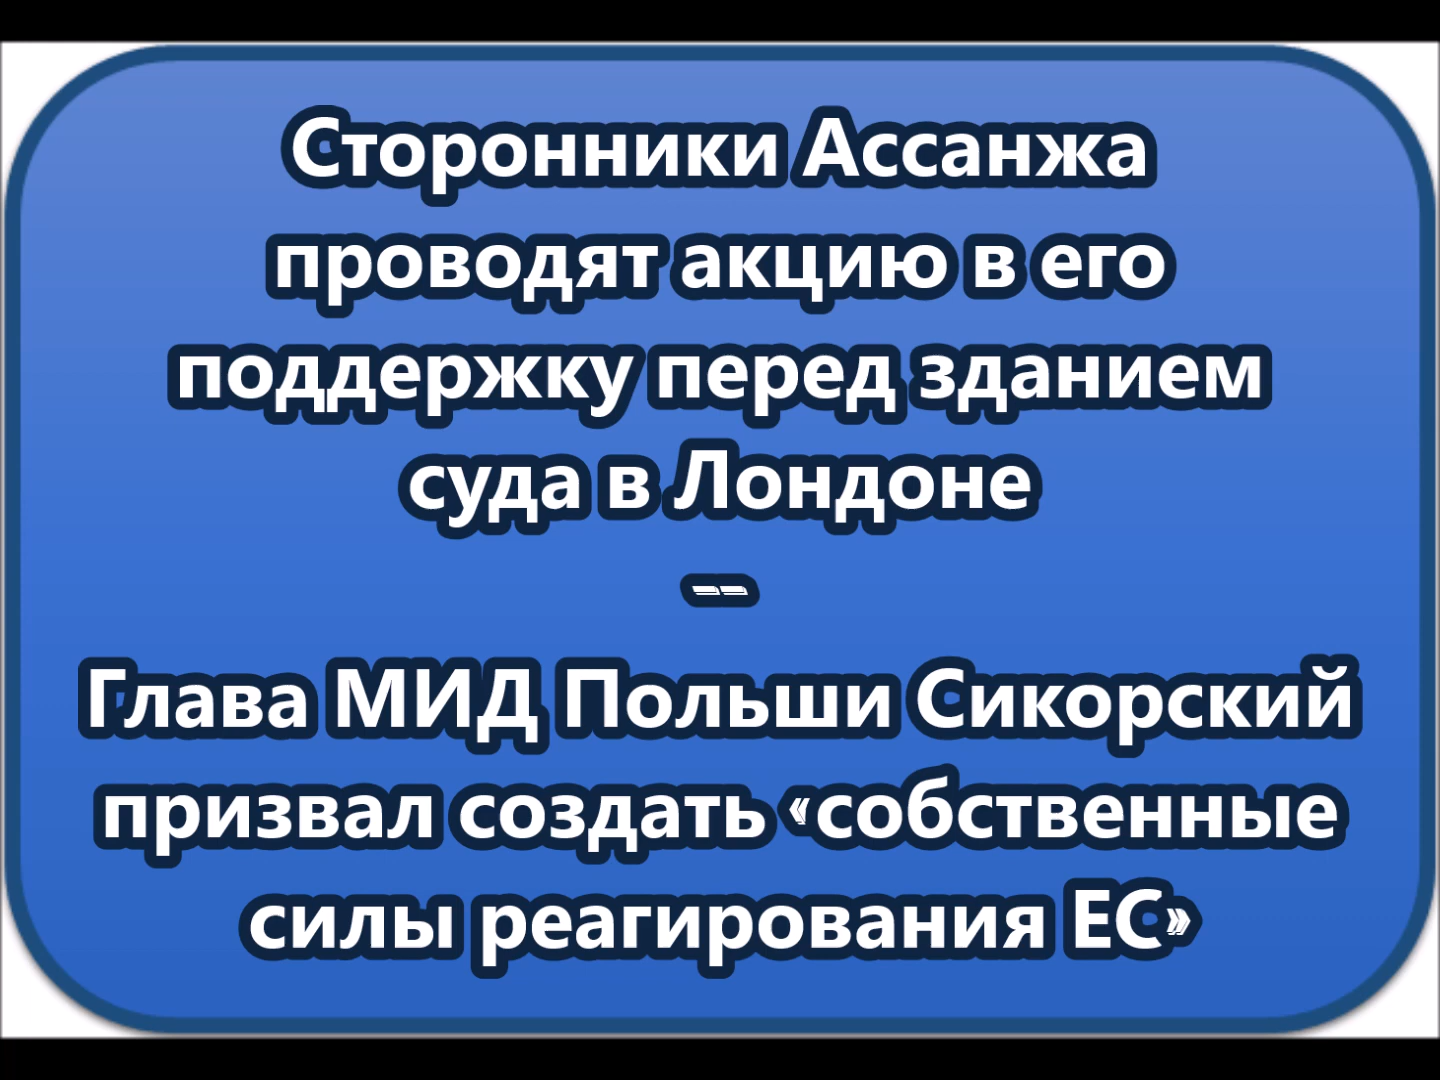 Сторонники Ассанжа
проводят акцию в его
поддержку перед зданием
суда в Лондоне
––
Глава МИД Польши Сикорский
призвал создать «собственные
силы реагирования ЕС»